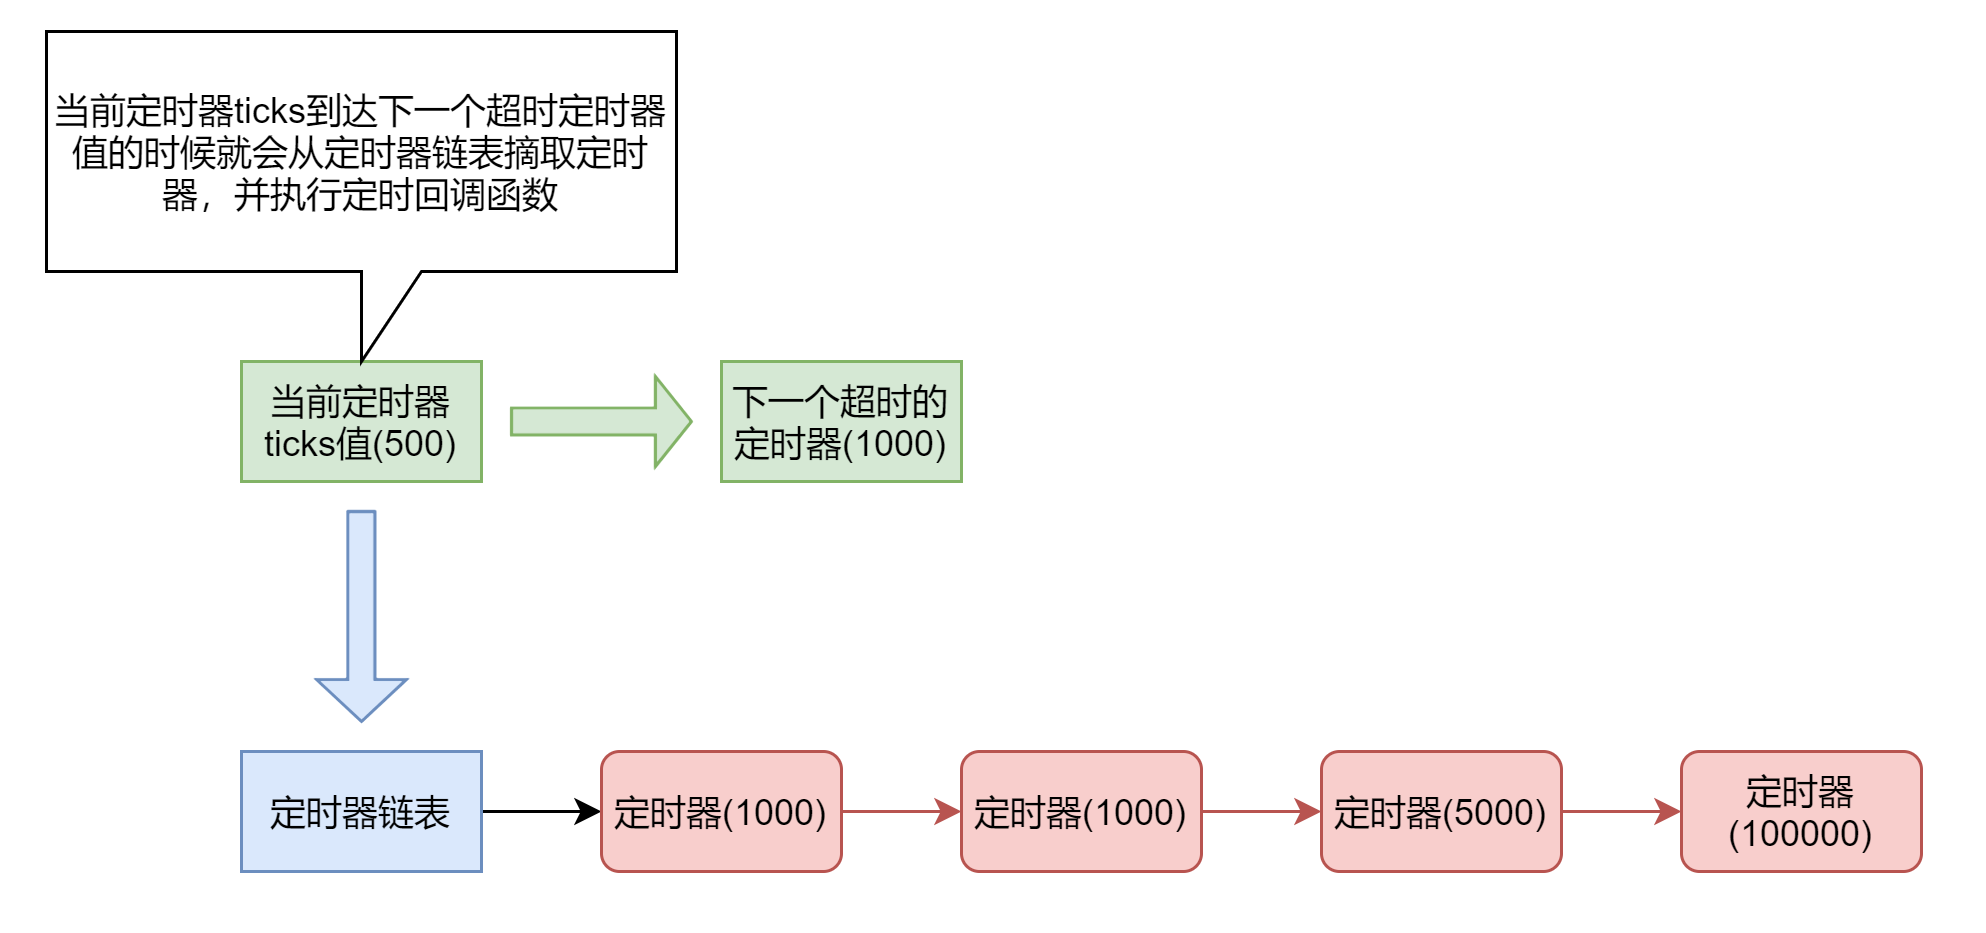 当前定时器ticks到达下一个超时定时器
值的时候就会从定时器链表摘取定时
器，并执行定时回调函数
当前定时器
ticks值(500)
下一个超时的
定时器(1000)
定时器链表
定时器(1000)
定时器(1000)
定时器(5000)
定时器
(100000)